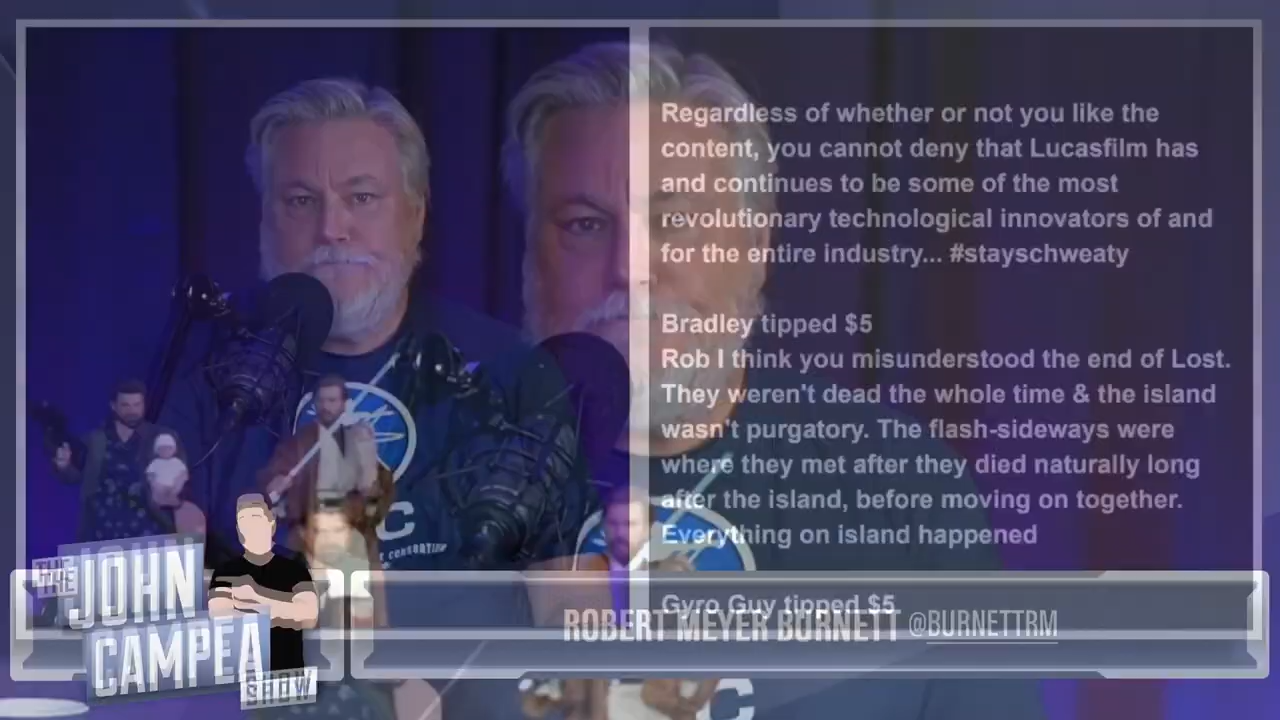 Regardless of whether or not you like the
content, you cannot deny that Lucasfilm has
and continues to be some of the most
revolutionary technological innovators of and
for the entire industry... #stayschweaty
Bradley tipped $5
Rob I think you misunderstood the end of Lost.
They weren't dead the whole time & the island
wasn't purgatory. The flash-sideways were
where they met after they died naturally long
after the island, before moving on together.
Everything on island happened
Gyro Guy tipped $5
ROBERT MEYER BURNETT @BURNETTRM
THE
JOHN
CAMPEA
SHOW